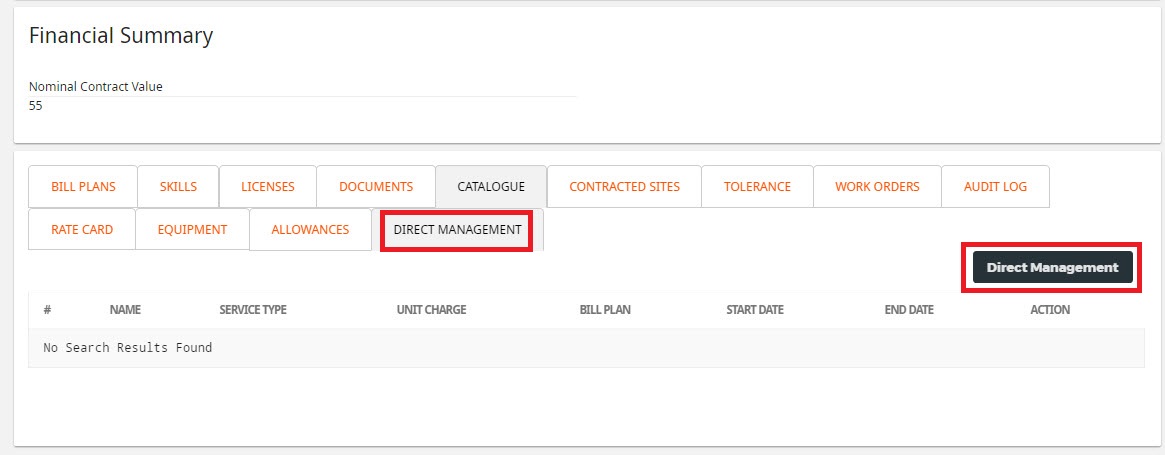 Financial Summary
Nominal Contract Value
55
BILL PLANS SKILLS LICENSES DOCUMENTS CATALOGUE CONTRACTED SITES TOLERANCE WORK ORDERS AUDIT LOG
RATE CARD EQUIPMENT ALLOWANCES DIRECT MANAGEMENT
Direct Management
# NAME SERVICE TYPE UNIT CHARGE BILL PLAN START DATE END DATE ACTION
No Search Results Found